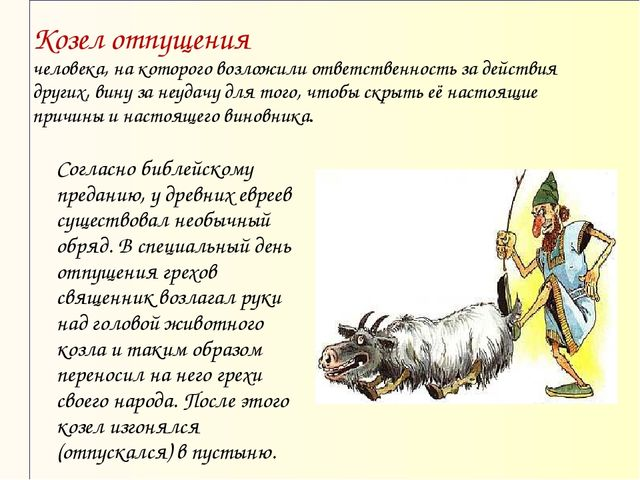 Козел отпущения
человека, на которого возложили ответственность за действия
других, вину за неудачу для того, чтобы скрыть её настоящие
причины и настоящего виновника.
Согласно библейскому
преданию, у древних евреев
существовал необычный
обряд. В специальный день
отпущения грехов
священник возлагал руки
над головой животного
козла и таким образом
переносил на него грехи
своего народа. После этого
козел изгонялся
(отпускался) в пустыню.